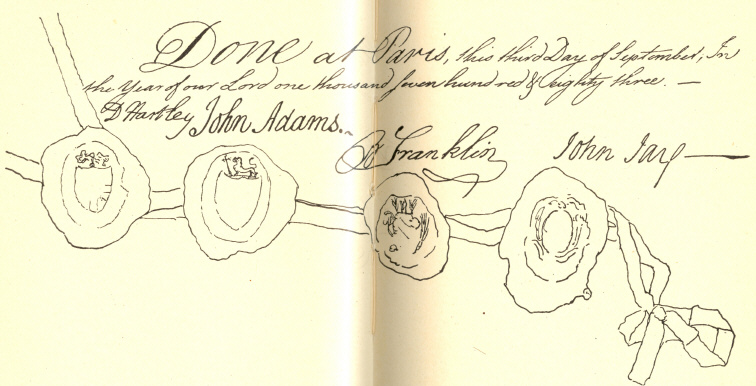 Done at Paris, this third Day of September, In
the Year of our Lord one thousand seven hundred & eighty three. —
D Hartley John Adams.
B Franklin John Jay —